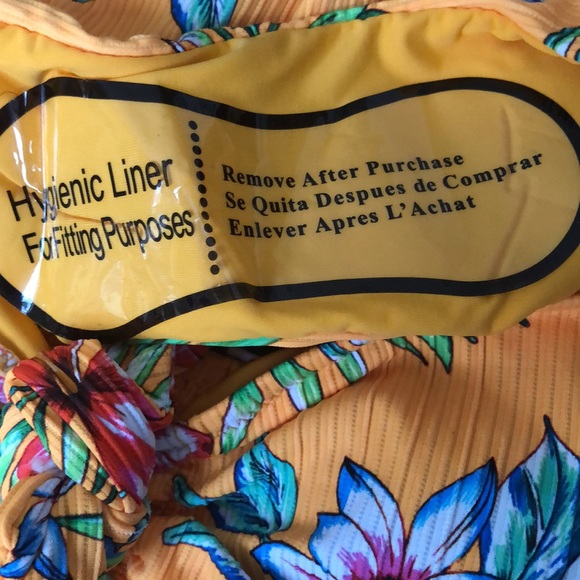 Hygienic Liner
For Fitting Purposes
Remove After Purchase
Se Quita Despues de Comprar
Enlever Apres L'Achat